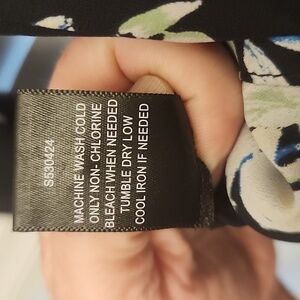 S530424
MACHINE WASH COLD
ONLY NON- CHLORINE
BLEACH WHEN NEEDED
TUMBLE DRY LOW
COOL IRON IF NEEDED